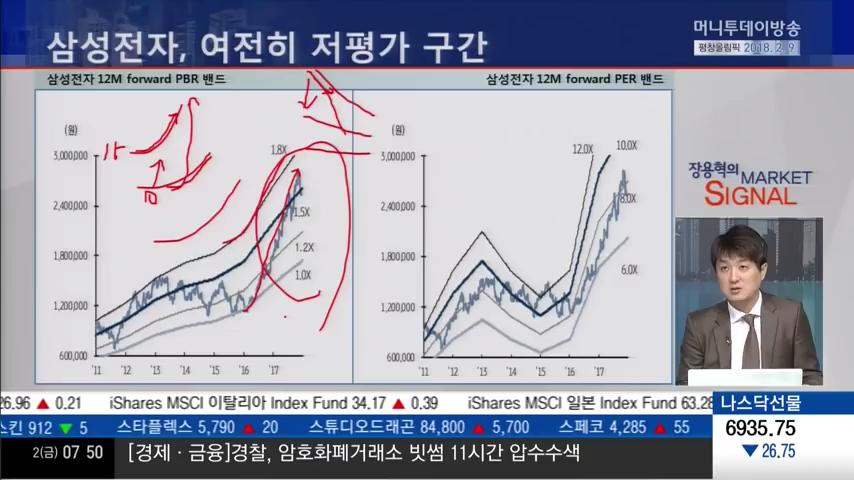 머니투데이방송
평창올림픽 2018. 2. 9
삼성전자, 여전히 저평가 구간
삼성전자 12M forward PBR 밴드
삼성전자 12M forward PER 밴드
(원)
3,000,000
2,400,000
1,800,000
1,200,000
600,000
'11 '12 '13 '14 '15 '16 '17
1.8X
1.5X
1.2X
1.0X
15
10
(원)
3,000,000
2,400,000
1,800,000
1,200,000
600,000
'11 '12 '13 '14 '15 '16 '17
12.0X
10.0X
8.0X
6.0X
장용혁의 MARKET
SIGNAL
26.96 ▲ 0.21 iShares MSCI 이탈리아 Index Fund 34.17 ▲ 0.39 iShares MSCI 일본 Index Fund 63.28
스킨 912 ▼ 5 스타플렉스 5,790 ▲ 20 스튜디오드래곤 84,800 ▲ 5,700 스페코 4,285 ▲ 55
나스닥선물
6935.75
▼ 26.75
2(금) 07 50 [경제·금융]경찰, 암호화폐거래소 빗썸 11시간 압수수색